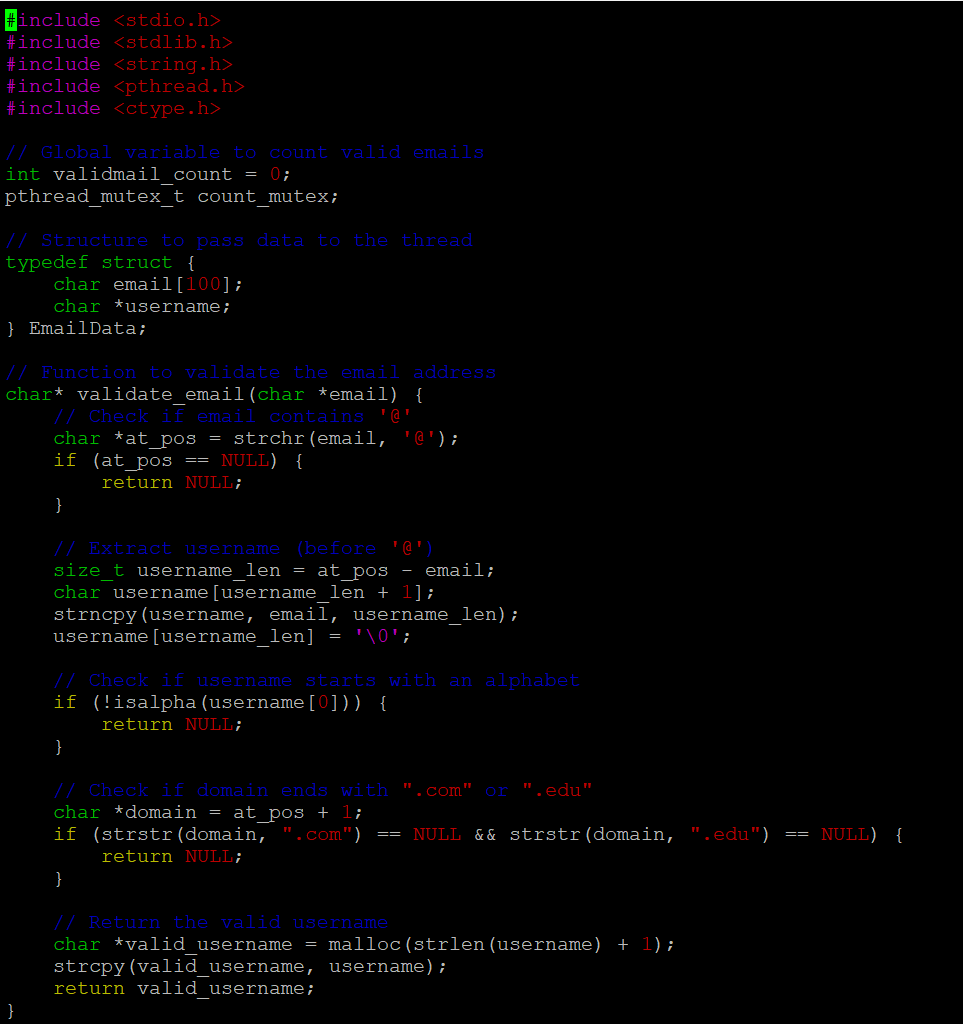 #include <stdio.h>
#include <stdlib.h>
#include <string.h>
#include <pthread.h>
#include <ctype.h>

// Global variable to count valid emails
int validmail_count = 0;
pthread_mutex_t count_mutex;

// Structure to pass data to the thread
typedef struct {
    char email[100];
    char *username;
} EmailData;

// Function to validate the email address
char* validate_email(char *email) {
    // Check if email contains '@'
    char *at_pos = strchr(email, '@');
    if (at_pos == NULL) {
        return NULL;
    }

    // Extract username (before '@')
    size_t username_len = at_pos - email;
    char username[username_len + 1];
    strncpy(username, email, username_len);
    username[username_len] = '\0';

    // Check if username starts with an alphabet
    if (!isalpha(username[0])) {
        return NULL;
    }

    // Check if domain ends with ".com" or ".edu"
    char *domain = at_pos + 1;
    if (strstr(domain, ".com") == NULL && strstr(domain, ".edu") == NULL) {
        return NULL;
    }

    // Return the valid username
    char *valid_username = malloc(strlen(username) + 1);
    strcpy(valid_username, username);
    return valid_username;
}